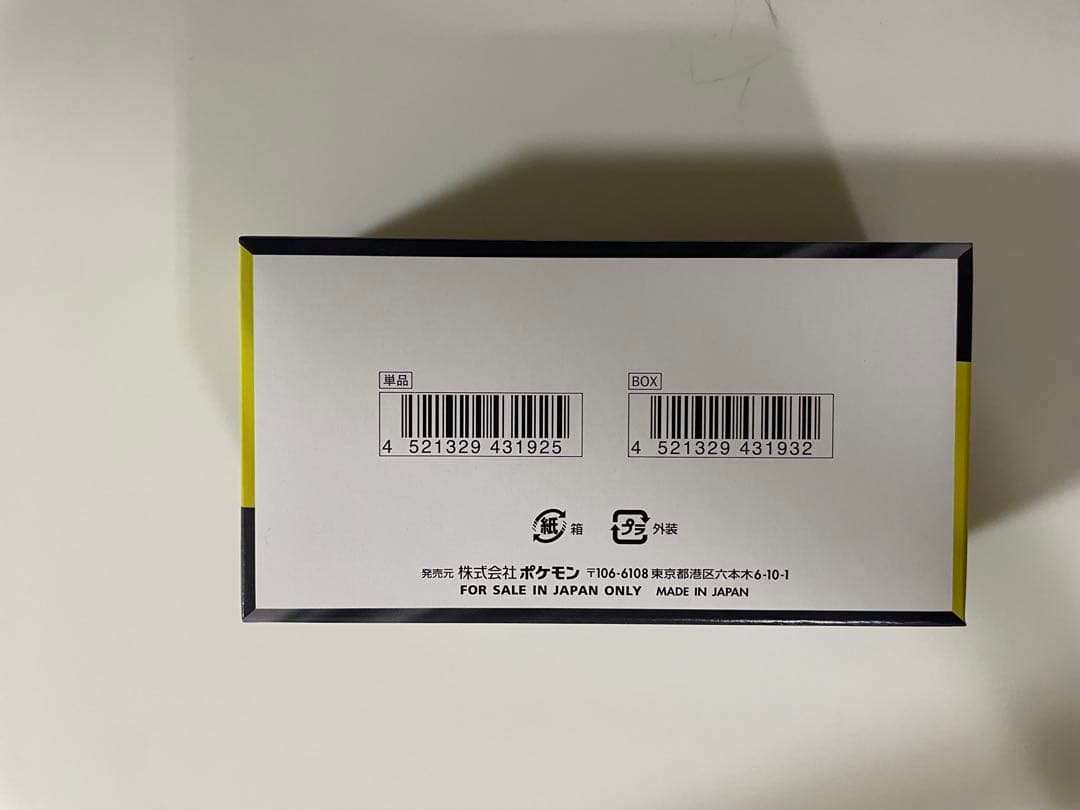 単品 BOX
4 521329 431925 4 521329 431932
紙 箱 プラ 外装
発売元 株式会社 ポケモン 〒106-6108 東京都港区六本木6-10-1
FOR SALE IN JAPAN ONLY MADE IN JAPAN